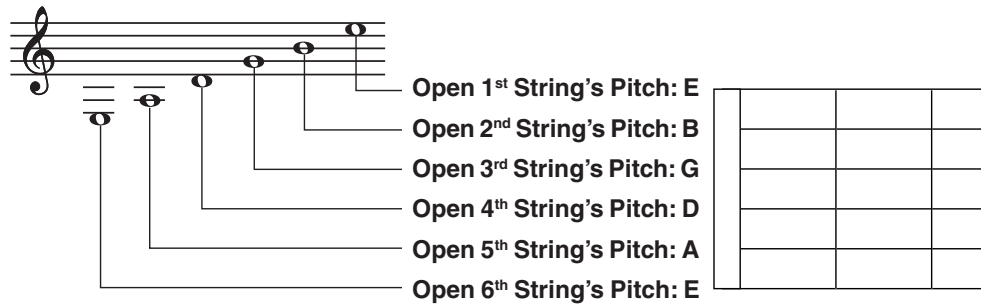 Open 1st String's Pitch: E
Open 2nd String's Pitch: B
Open 3rd String's Pitch: G
Open 4th String's Pitch: D
Open 5th String's Pitch: A
Open 6th String's Pitch: E